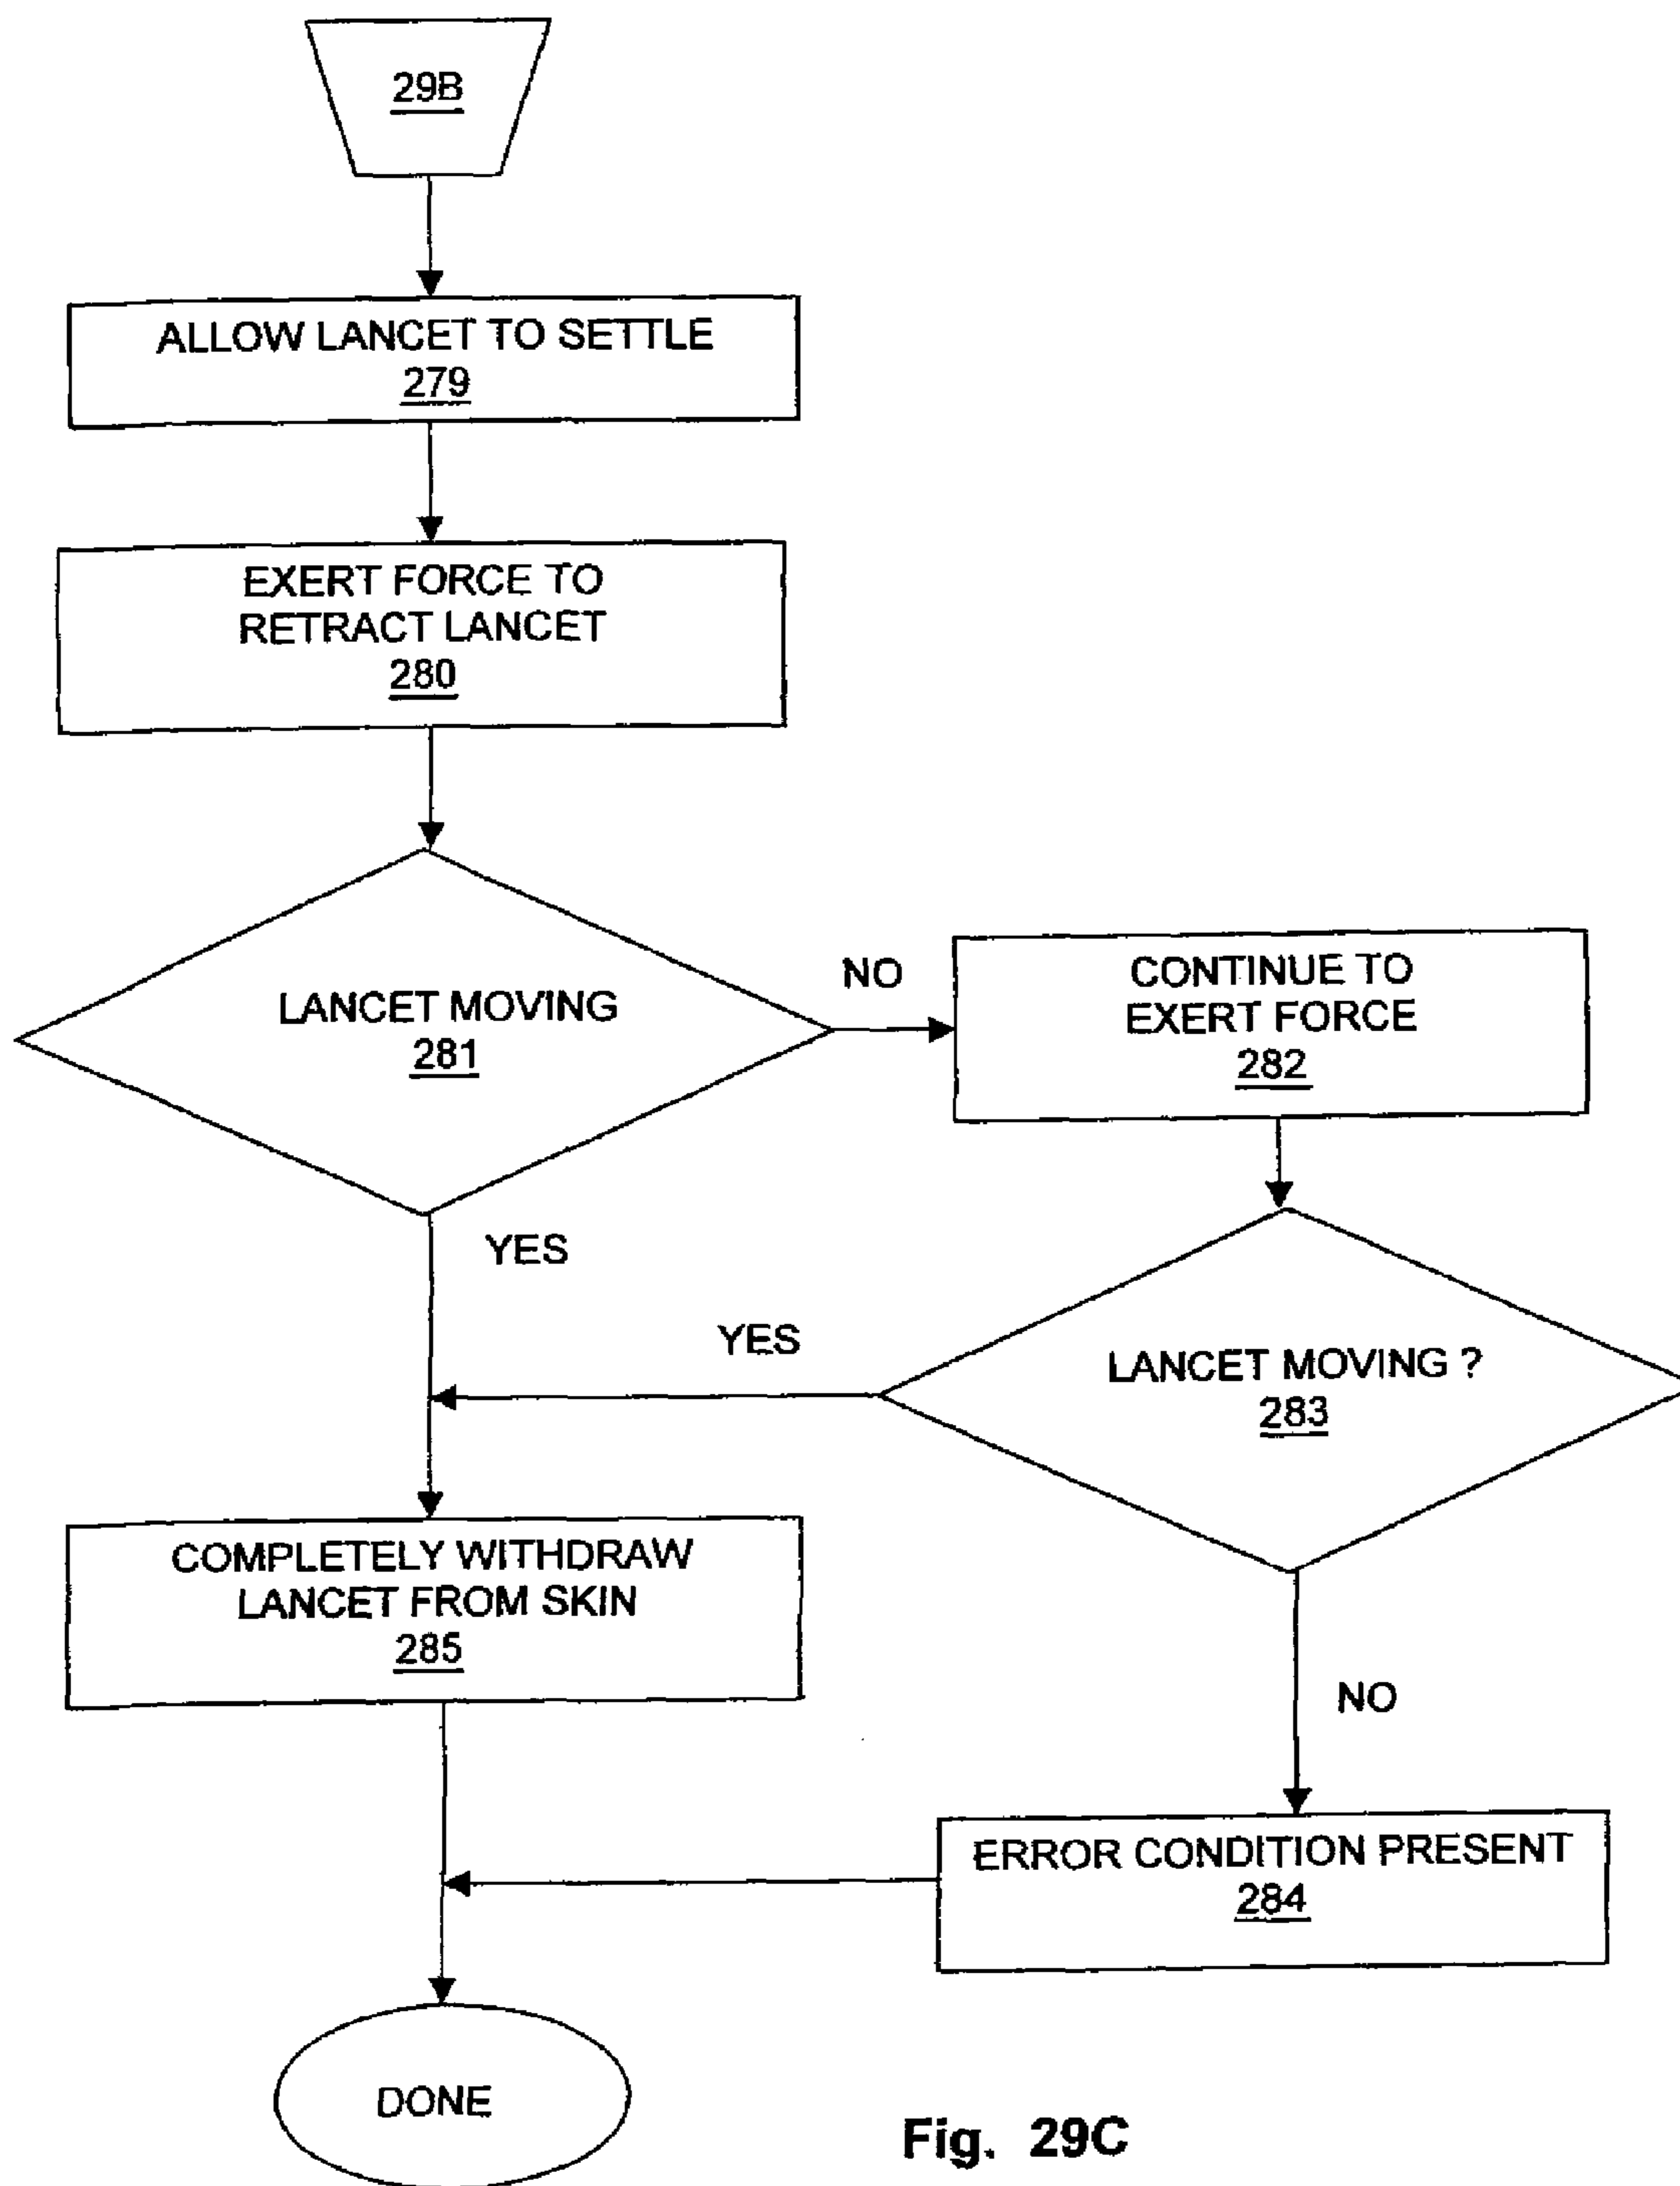 29B
ALLOW LANCET TO SETTLE
279
EXERT FORCE TO
RETRACT LANCET
280
LANCET MOVING
281
NO
CONTINUE TO
EXERT FORCE
282
YES
YES
LANCET MOVING ?
283
COMPLETELY WITHDRAW
LANCET FROM SKIN
285
NO
ERROR CONDITION PRESENT
284
DONE
Fig. 29C